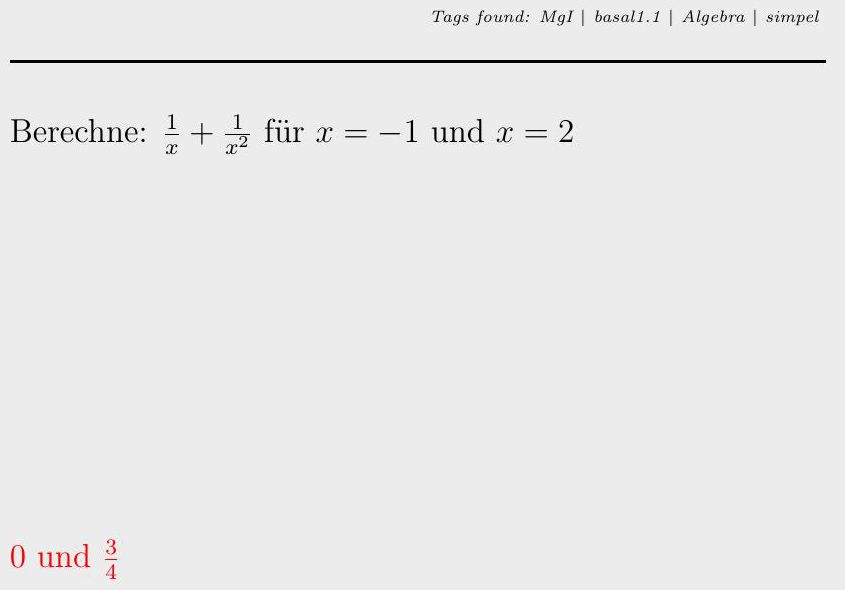 Tags found: MgI | basal1.1 | Algebra | simpel
Berechne: $\frac{1}{x} + \frac{1}{x^2}$ für $x = -1$ und $x = 2$
0 und $\frac{3}{4}$